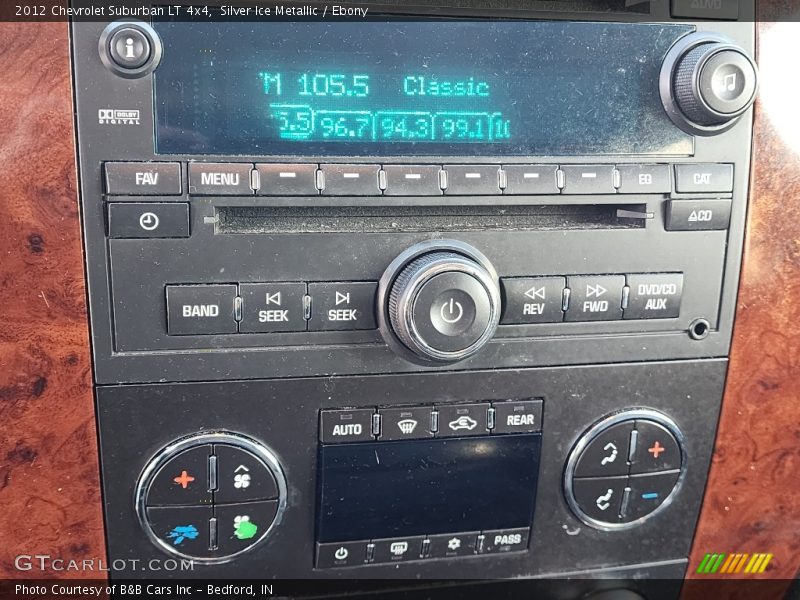 2012 Chevrolet Suburban LT 4x4, Silver Ice Metallic / Ebony
i
105.5 Classic
5.5 96.7 94.3 99.1
DOLBY
DIGITAL
FAV MENU EQ CAT
CD
BAND SEEK SEEK REV FWD DVD/CD AUX
AUTO REAR
PASS
GTCARLOT.COM
Photo Courtesy of B&B Cars Inc - Bedford, IN